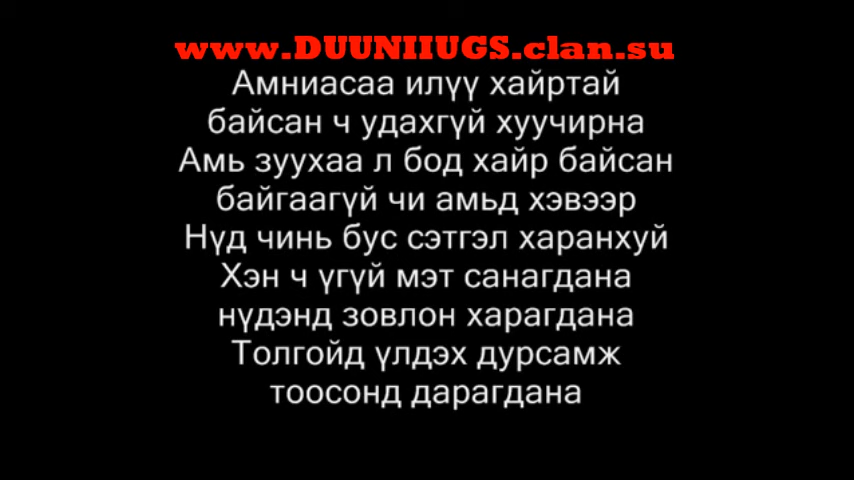 www.DUUNIIUGS.clan.su
Амниасаа илүү хайртай
байсан ч удахгүй хуучирна
Амь зуухаа л бод хайр байсан
байгаагүй чи амьд хэвээр
Нүд чинь бус сэтгэл харанхуй
Хэн ч үгүй мэт санагдана
нүдэнд зовлон харагдана
Толгойд үлдэх дурсамж
тоосонд дарагдана